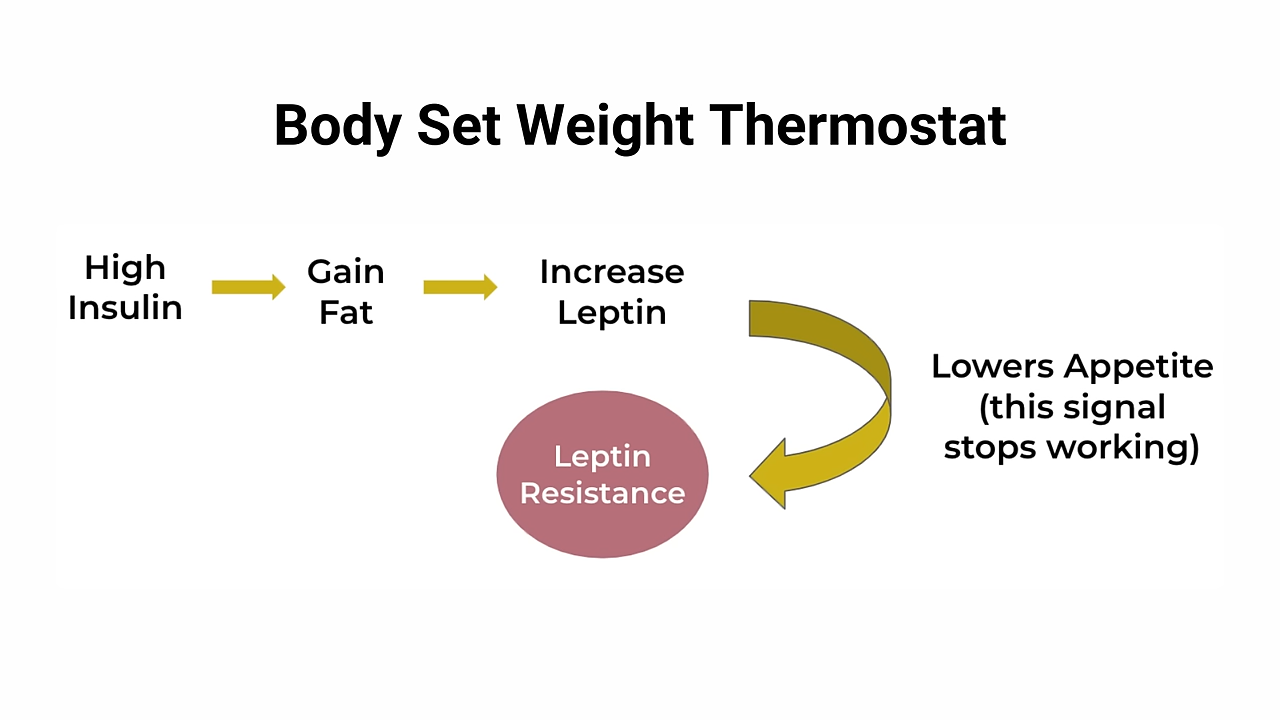 Body Set Weight Thermostat
High
Insulin
Gain
Fat
Increase
Leptin
Lowers Appetite
(this signal
stops working)
Leptin
Resistance